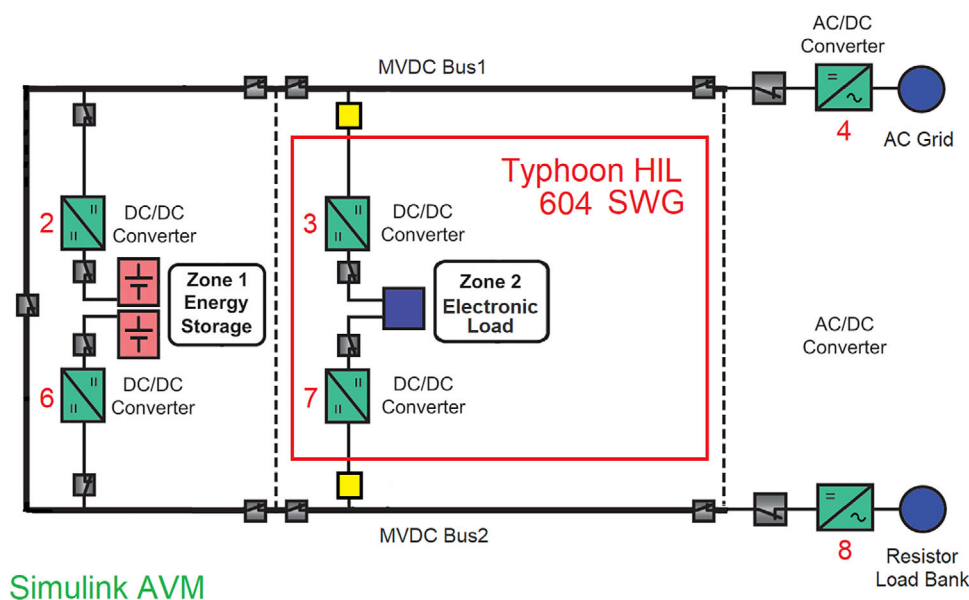 AC/DC
Converter
MVDC Bus1
4
AC Grid
Typhoon HIL
604 SWG
2
DC/DC
Converter
3
DC/DC
Converter
Zone 1
Energy
Storage
Zone 2
Electronic
Load
AC/DC
Converter
6
DC/DC
Converter
7
DC/DC
Converter
MVDC Bus2
8
Resistor
Load Bank
Simulink AVM